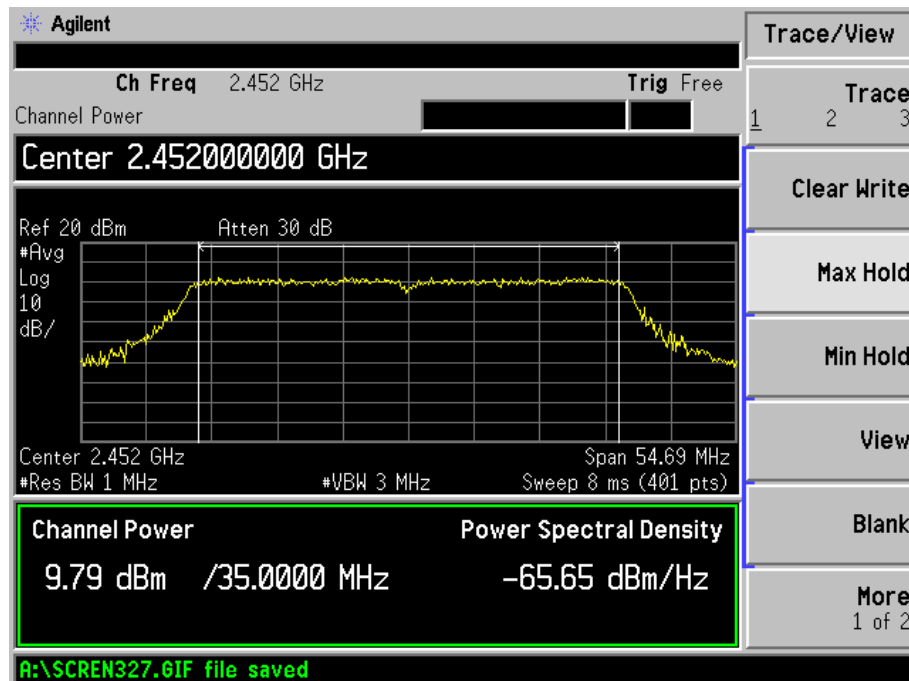 Agilent
Trace/View
Ch Freq 2.452 GHz Trig Free
Channel Power
Trace
1 2 3
Center 2.452000000 GHz
Clear Write
Ref 20 dBm Atten 30 dB
#Avg
Log
10
dB/
Max Hold
Min Hold
Center 2.452 GHz Span 54.69 MHz
#Res BW 1 MHz #VBW 3 MHz Sweep 8 ms (401 pts)
View
Channel Power Power Spectral Density
9.79 dBm /35.0000 MHz -65.65 dBm/Hz
Blank
More
1 of 2
A:\SCREN327.GIF file saved